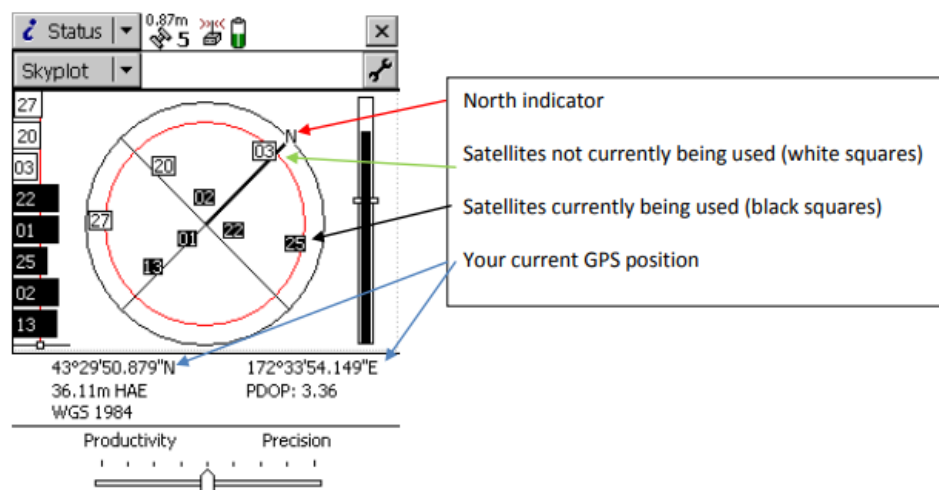 i Status
0.87m
5
Skyplot
27
20
03
22
01
25
02
13
N
03
20
02
27
01
22
25
13
North indicator
Satellites not currently being used (white squares)
Satellites currently being used (black squares)
Your current GPS position
43°29'50.879"N 172°33'54.149"E
36.11m HAE PDOP: 3.36
WGS 1984
Productivity Precision